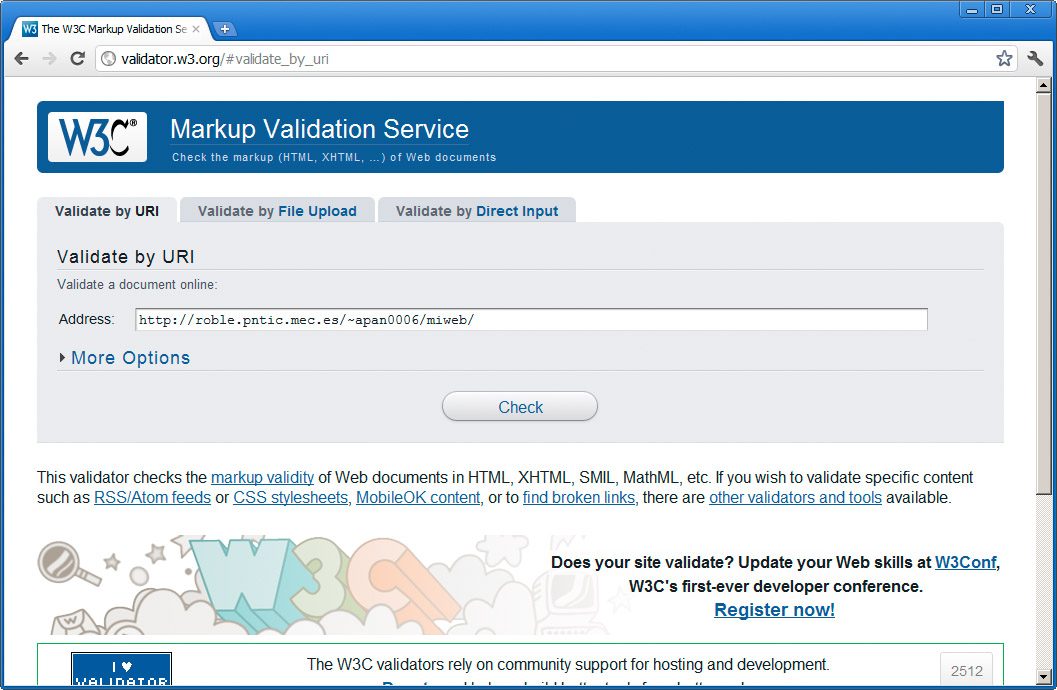 The W3C Markup Validation Se
validator.w3.org/#validate_by_uri
W3C®
Markup Validation Service
Check the markup (HTML, XHTML, …) of Web documents
Validate by URI
Validate by File Upload
Validate by Direct Input
Validate by URI
Validate a document online:
Address: http://roble.pntic.mec.es/~apan0006/miweb/
More Options
Check
This validator checks the markup validity of Web documents in HTML, XHTML, SMIL, MathML, etc. If you wish to validate specific content
such as RSS/Atom feeds or CSS stylesheets, MobileOK content, or to find broken links, there are other validators and tools available.
W3C
Does your site validate? Update your Web skills at W3Conf,
W3C's first-ever developer conference.
Register now!
I ♥
VALIDATOR
The W3C validators rely on community support for hosting and development.
2512